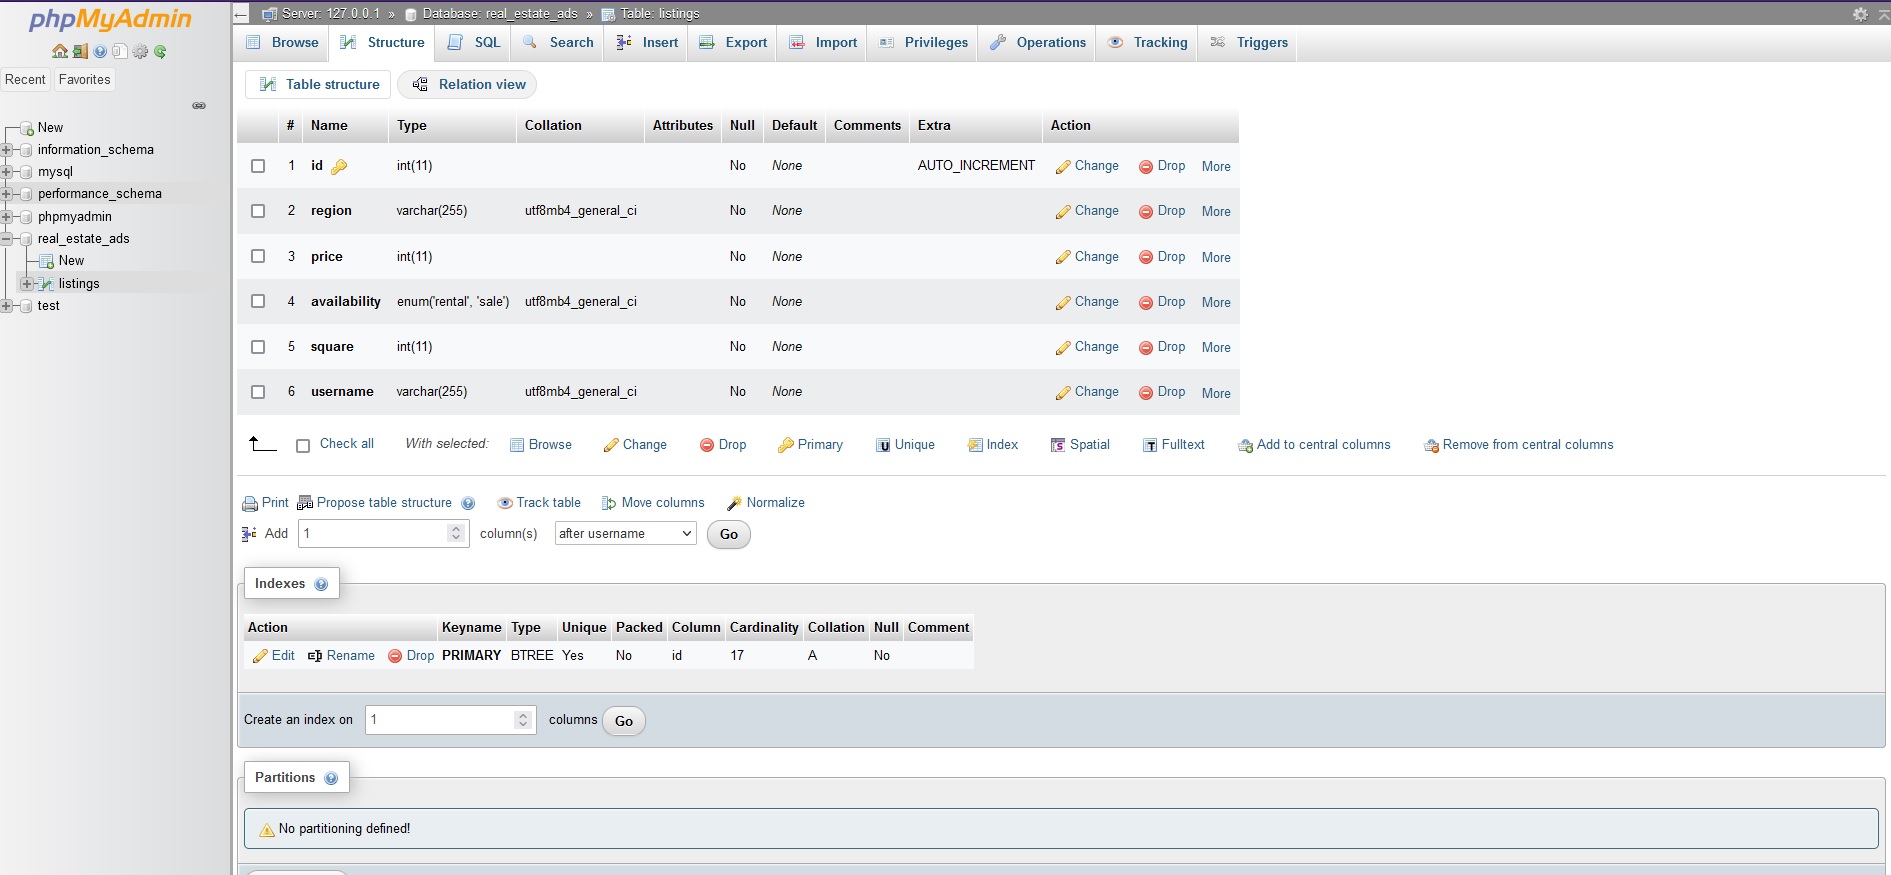 phpMyAdmin
Recent Favorites
New
information_schema
mysql
performance_schema
phpmyadmin
real_estate_ads
New
listings
test
Server: 127.0.0.1 » Database: real_estate_ads » Table: listings
Browse Structure SQL Search Insert Export Import Privileges Operations Tracking Triggers
Table structure Relation view
# Name Type Collation Attributes Null Default Comments Extra Action
1 id int(11) No None AUTO_INCREMENT Change Drop More
2 region varchar(255) utf8mb4_general_ci No None Change Drop More
3 price int(11) No None Change Drop More
4 availability enum('rental', 'sale') utf8mb4_general_ci No None Change Drop More
5 square int(11) No None Change Drop More
6 username varchar(255) utf8mb4_general_ci No None Change Drop More
Check all With selected: Browse Change Drop Primary Unique Index Spatial Fulltext Add to central columns Remove from central columns
Print Propose table structure Track table Move columns Normalize
Add 1 column(s) after username Go
Indexes
Action Keyname Type Unique Packed Column Cardinality Collation Null Comment
Edit Rename Drop PRIMARY BTREE Yes No id 17 A No
Create an index on 1 columns Go
Partitions
No partitioning defined!